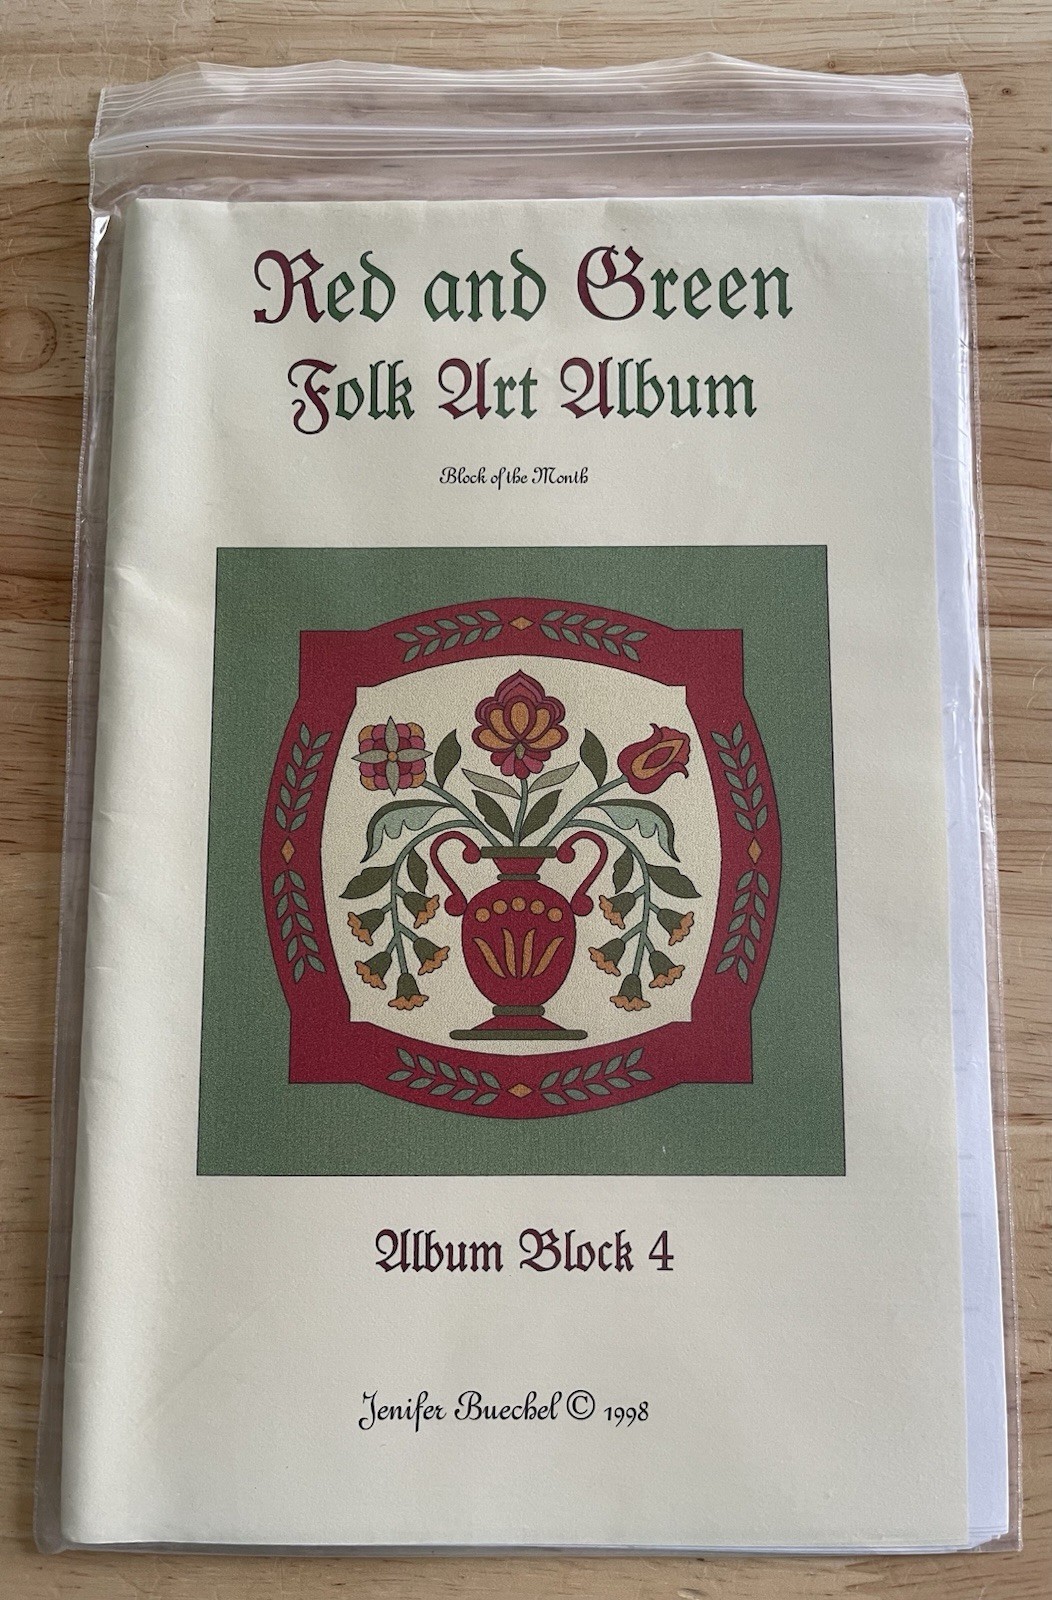 Red and Green
Folk Art Album
Block of the Month
Album Block 4
Jenifer Buechel © 1998